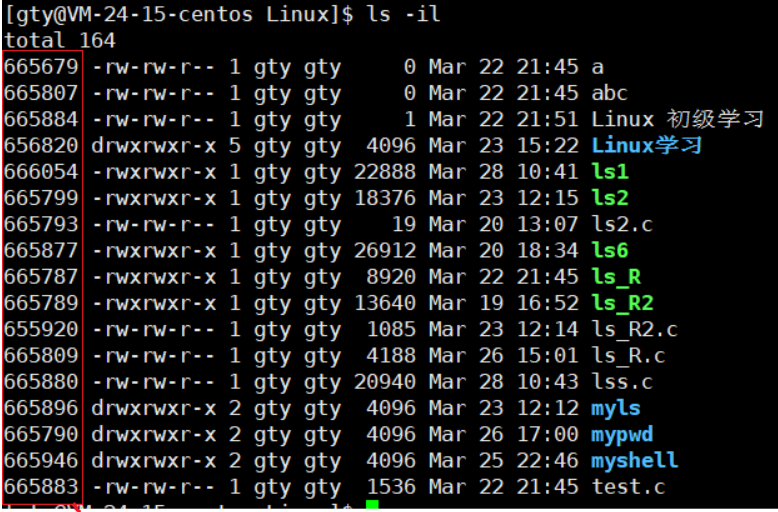 [gty@VM-24-15-centos Linux]$ ls -il
total 164
665679 -rw-rw-r-- 1 gty gty     0 Mar 22 21:45 a
665807 -rw-rw-r-- 1 gty gty     0 Mar 22 21:45 abc
665884 -rw-rw-r-- 1 gty gty     1 Mar 22 21:51 Linux 初级学习
656820 drwxrwxr-x 5 gty gty  4096 Mar 23 15:22 Linux学习
666054 -rwxrwxr-x 1 gty gty 22888 Mar 28 10:41 ls1
665799 -rwxrwxr-x 1 gty gty 18376 Mar 23 12:15 ls2
665793 -rw-rw-r-- 1 gty gty    19 Mar 20 13:07 ls2.c
665877 -rwxrwxr-x 1 gty gty 26912 Mar 20 18:34 ls6
665787 -rwxrwxr-x 1 gty gty  8920 Mar 22 21:45 ls_R
665789 -rwxrwxr-x 1 gty gty 13640 Mar 19 16:52 ls_R2
655920 -rw-rw-r-- 1 gty gty  1085 Mar 23 12:14 ls_R2.c
665809 -rw-rw-r-- 1 gty gty  4188 Mar 26 15:01 ls_R.c
665880 -rw-rw-r-- 1 gty gty 20940 Mar 28 10:43 lss.c
665896 drwxrwxr-x 2 gty gty  4096 Mar 23 12:12 myls
665790 drwxrwxr-x 2 gty gty  4096 Mar 26 17:00 mypwd
665946 drwxrwxr-x 2 gty gty  4096 Mar 25 22:46 myshell
665883 -rw-rw-r-- 1 gty gty  1536 Mar 22 21:45 test.c